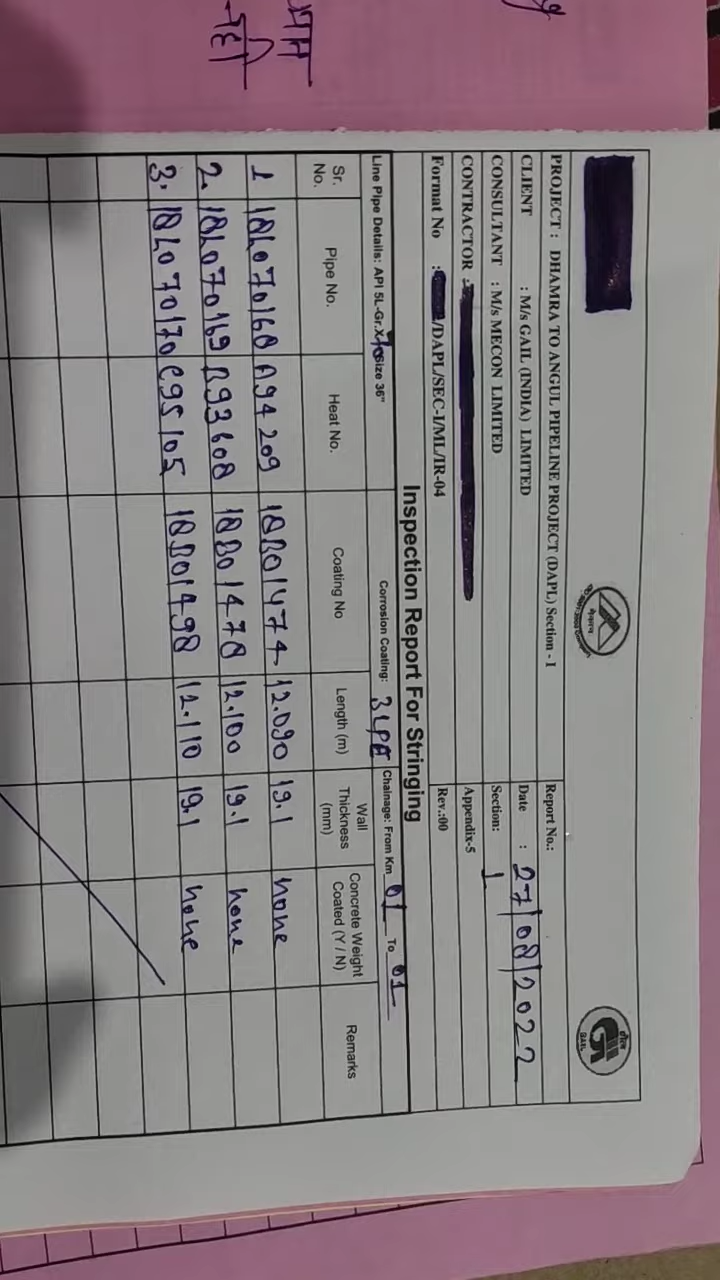 PROJECT : DHAMRA TO ANGUL PIPELINE PROJECT (DAPL) Section - I
Report No.:
CLIENT : M/s GAIL (INDIA) LIMITED
Date : 27/08/2022
CONSULTANT : M/s MECON LIMITED
Section: 1
CONTRACTOR :
Appendix-5
Format No : /DAPL/SEC-I/ML/IR-04
Rev.:00
Inspection Report For Stringing
Line Pipe Details: API 5L-Gr.X70 Size 36" Corrosion Coating: 3LPE Chainage: From Km 01 To 01
Sr. No. Pipe No. Heat No. Coating No Length (m) Wall Thickness (mm) Concrete Weight Coated (Y / N) Remarks
1 18L070168 A94209 18B01474 12.090 19.1 none
2. 18L070169 B93608 18B01478 12.100 19.1 none
3. 18L070170 C95105 18B01498 12.110 19.1 none